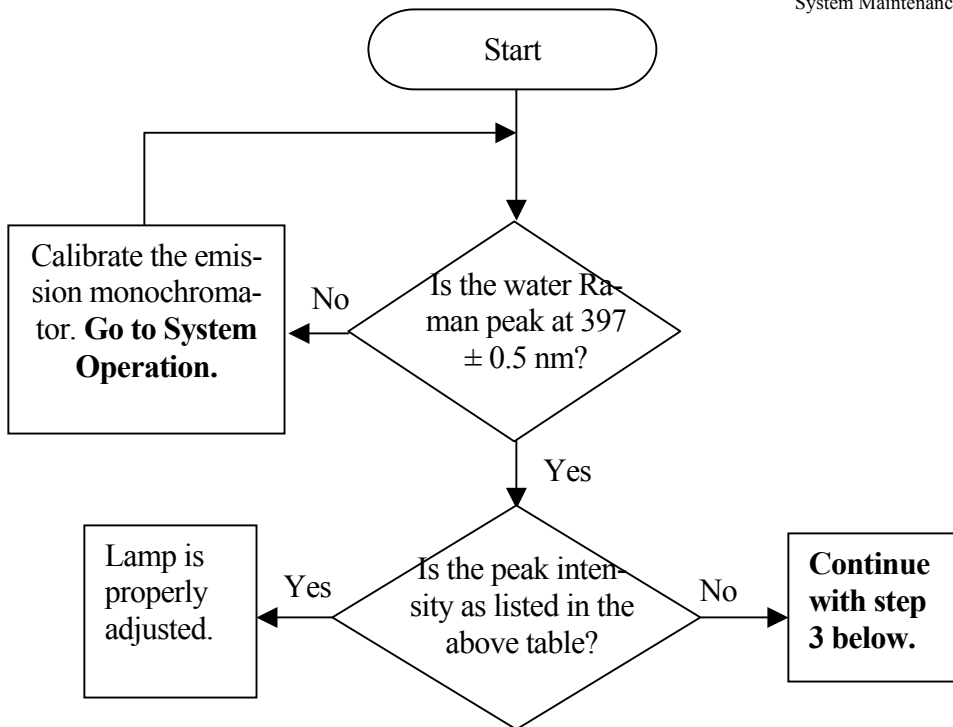 System Maintenanc
Start
Calibrate the emis-
sion monochroma-
tor. Go to System
Operation.
No
Is the water Ra-
man peak at 397
± 0.5 nm?
Yes
Lamp is
properly
adjusted.
Yes
Is the peak inten-
sity as listed in the
above table?
No
Continue
with step
3 below.